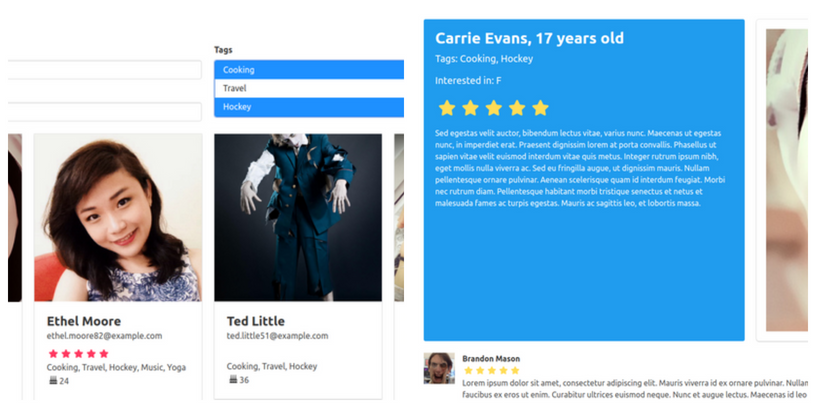 Tags
Cooking
Travel
Hockey
Ethel Moore
ethel.moore82@example.com
Cooking, Travel, Hockey, Music, Yoga
24
Ted Little
ted.little51@example.com
Cooking, Travel, Hockey
36
Carrie Evans, 17 years old
Tags: Cooking, Hockey
Interested in: F
Sed egestas velit auctor, bibendum lectus vitae, varius nunc. Maecenas ut egestas
nunc, in imperdiet erat. Praesent dignissim lorem at porta convallis. Phasellus ut
sapien vitae velit euismod interdum vitae quis metus. Integer rutrum ipsum nibh,
eget mollis nulla viverra ac. Sed eu fringilla augue, ut dignissim mauris. Nullam
pellentesque ornare pulvinar. Aenean scelerisque quam id interdum feugiat. Morbi
nec rutrum diam. Pellentesque habitant morbi tristique senectus et netus et
malesuada fames ac turpis egestas. Mauris ac sagittis leo, et lobortis massa.
Brandon Mason
Lorem ipsum dolor sit amet, consectetur adipiscing elit. Mauris viverra id ex ornare pulvinar. Nullam
faucibus ex eros ut enim. Curabitur ultrices euismod neque. Nunc et augue lectus. Maecenas id leo